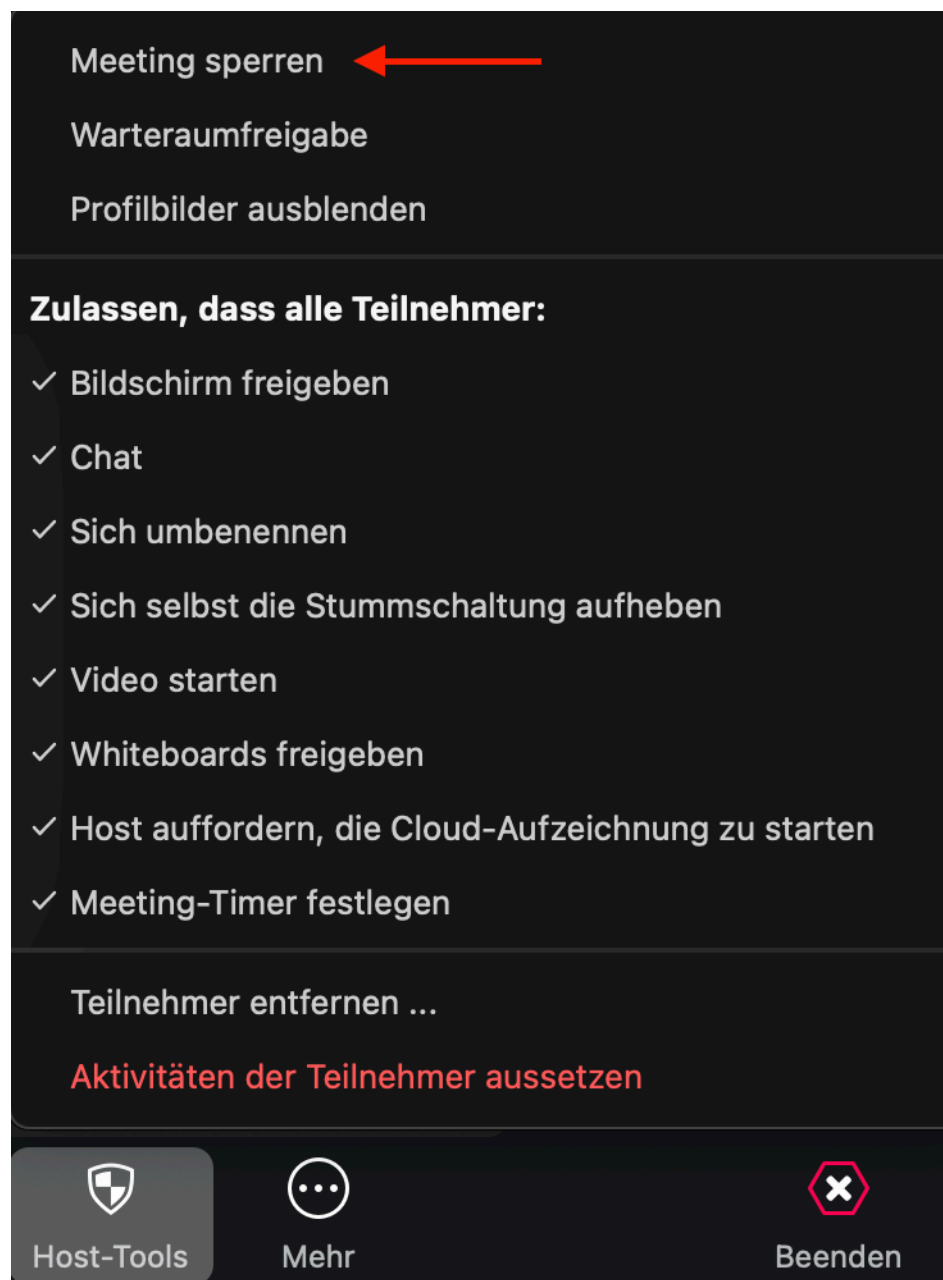 Meeting sperren
Warteraumfreigabe
Profilbilder ausblenden
Zulassen, dass alle Teilnehmer:
Bildschirm freigeben
Chat
Sich umbenennen
Sich selbst die Stummschaltung aufheben
Video starten
Whiteboards freigeben
Host auffordern, die Cloud-Aufzeichnung zu starten
Meeting-Timer festlegen
Teilnehmer entfernen ...
Aktivitäten der Teilnehmer aussetzen
Host-Tools Mehr Beenden